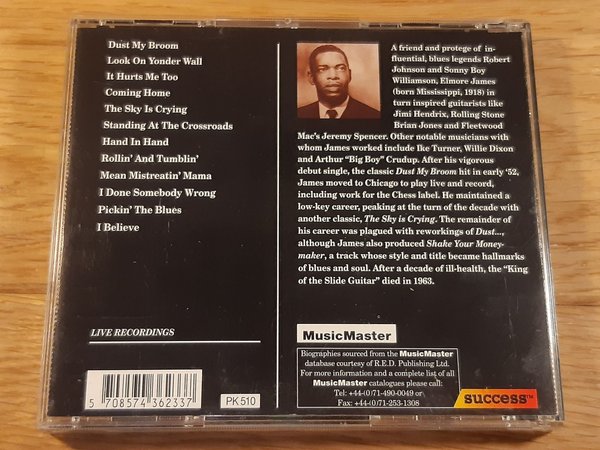 Dust My Broom
Look On Yonder Wall
It Hurts Me Too
Coming Home
The Sky Is Crying
Standing At The Crossroads
Hand In Hand
Rollin' And Tumblin'
Mean Mistreatin' Mama
I Done Somebody Wrong
Pickin' The Blues
I Believe
LIVE RECORDINGS
5 708574 362337
PK 510
A friend and protege of in-
fluential, blues legends Robert
Johnson and Sonny Boy
Williamson, Elmore James
(born Mississippi, 1918) in
turn inspired guitarists like
Jimi Hendrix, Rolling Stone
Brian Jones and Fleetwood
Mac's Jeremy Spencer. Other notable musicians with
whom James worked include Ike Turner, Willie Dixon
and Arthur "Big Boy" Crudup. After his vigorous
debut single, the classic Dust My Broom hit in early '52,
James moved to Chicago to play live and record,
including work for the Chess label. He maintained a
low-key career, peaking at the turn of the decade with
another classic, The Sky is Crying. The remainder of
his career was plagued with reworkings of Dust...,
although James also produced Shake Your Money-
maker, a track whose style and title became hallmarks
of blues and soul. After a decade of ill-health, the "King
of the Slide Guitar" died in 1963.
MusicMaster
Biographies sourced from the MusicMaster
database courtesy of R.E.D. Publishing Ltd.
For more information and a complete list of all
MusicMaster catalogues please call:
Tel: +44-(0)71-490-0049 or
Fax: +44-(0)71-253-1308
success™